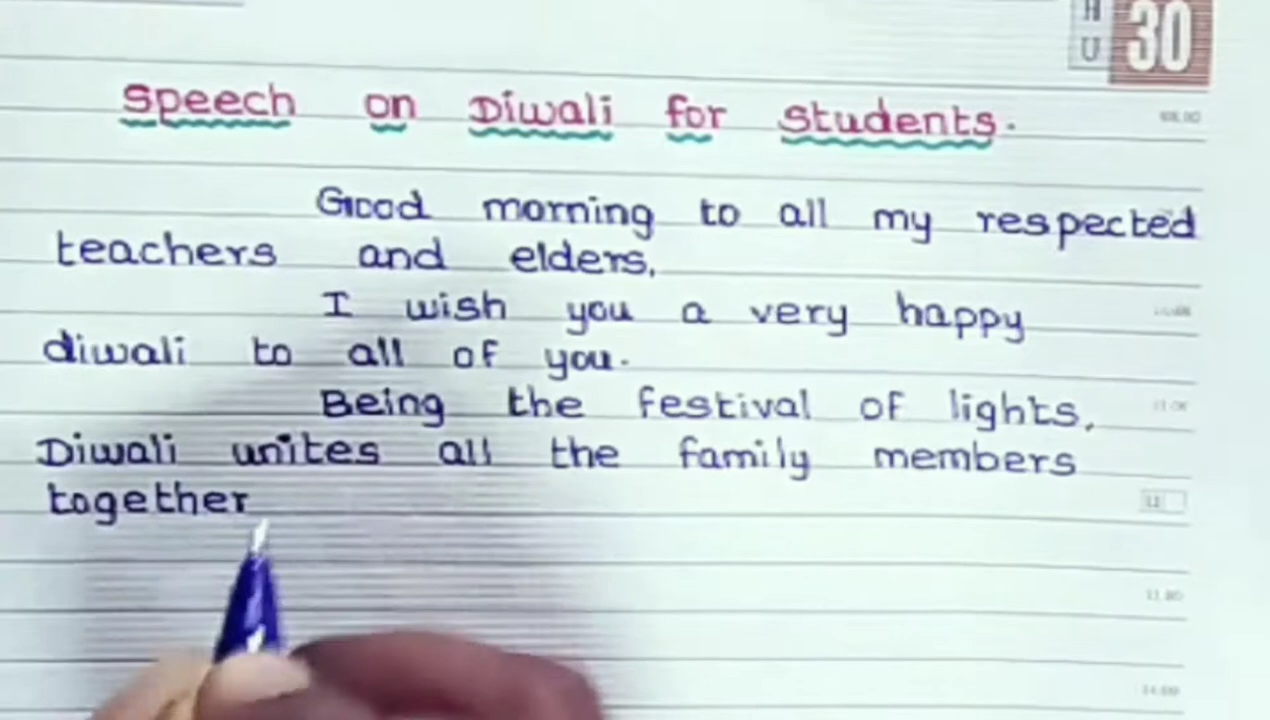 H
U
30
Speech on Diwali for students.
Good morning to all my respected
teachers and elders,
I wish you a very happy
diwali to all of you.
Being the festival of lights,
Diwali unites all the family members
together